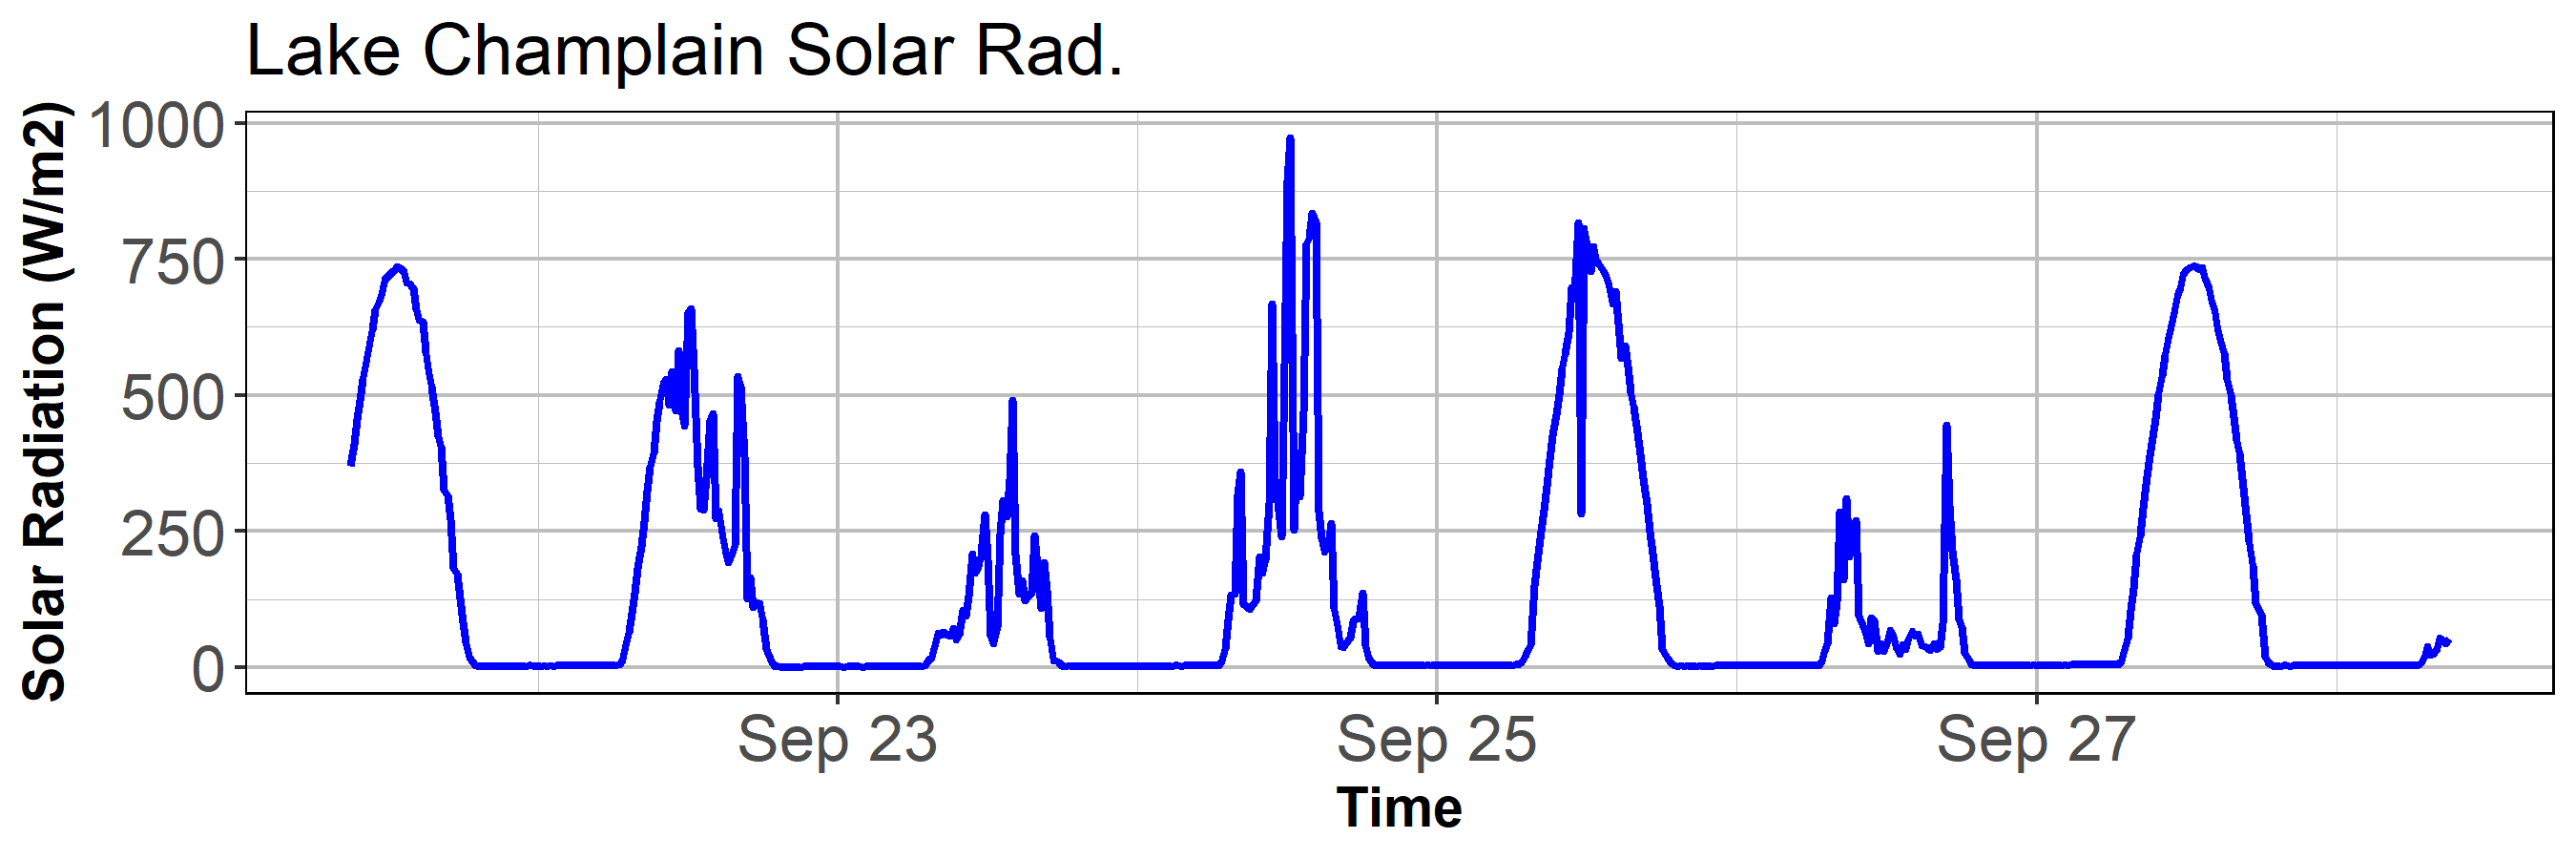 Lake Champlain Solar Rad.
Solar Radiation (W/m2)
1000
750
500
250
0
Sep 23
Sep 25
Sep 27
Time